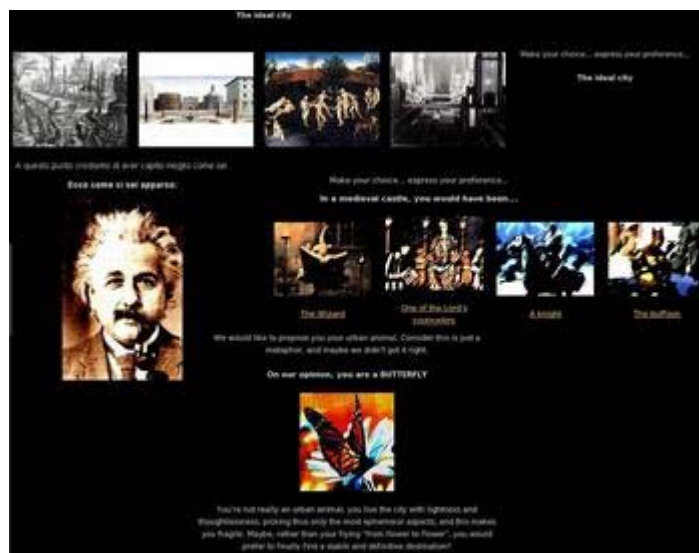 The ideal city
Make your choice... express your preference...
The ideal city
A questo punto crediamo di aver capito meglio come sei
Ecco come ci sei apparso:
Make your choice... express your preference...
In a medieval castle, you would have been...
The Wizard
One of the Lord's
counsellors
A knight
The buffoon
We would like to propose you your urban animal. Consider this is just a
metaphor, and maybe we didn't got it right.
On our opinion, you are a BUTTERFLY
You're not really an urban animal, you live the city with lightness and
thoughtlessness, picking thus only the most ephemeral aspects, and this makes
you fragile. Maybe, rather than your flying "from flower to flower", you would
prefer to finally find a stable and definitive destination?